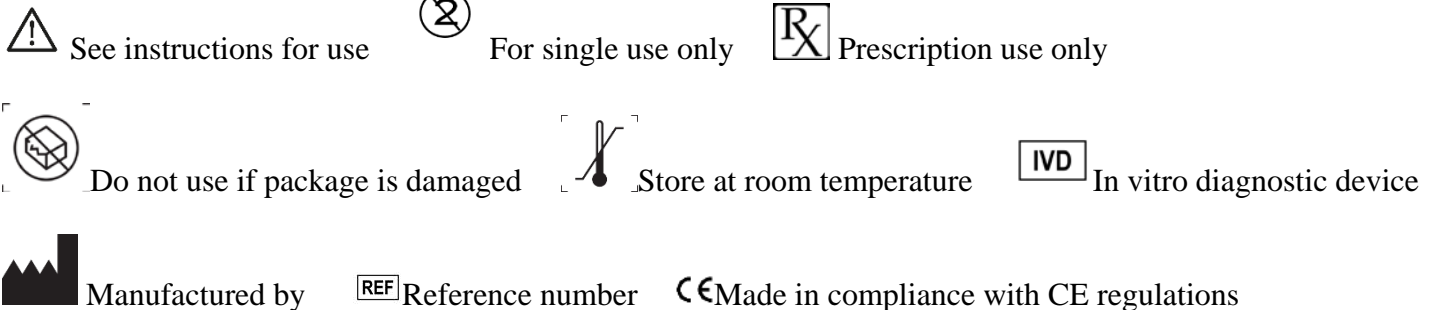 2 See instructions for use For single use only Rx Prescription use only
Do not use if package is damaged Store at room temperature IVD In vitro diagnostic device
Manufactured by REF Reference number CE Made in compliance with CE regulations